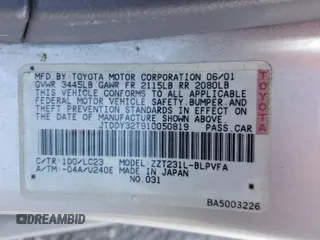 MFD.BY TOYOTA MOTOR CORPORATION 06/01
GVWR 3445LB GAWR FR 2115LB RR 2080LB
THIS VEHICLE CONFORMS TO ALL APPLICABLE
FEDERAL MOTOR VEHICLE SAFETY,BUMPER,AND
THEFT PREVENTION STANDARDS IN EFFECT ON
THE DATE OF MANUFACTURE SHOWN ABOVE.
JTDDY32T910050819 PASS.CAR
C/TR: 1D0/LC23 MODEL: ZZT231L-BLPVFA
A/TM: -04A/U240E MADE IN JAPAN
NO.031
BA5003226
TOYOTA